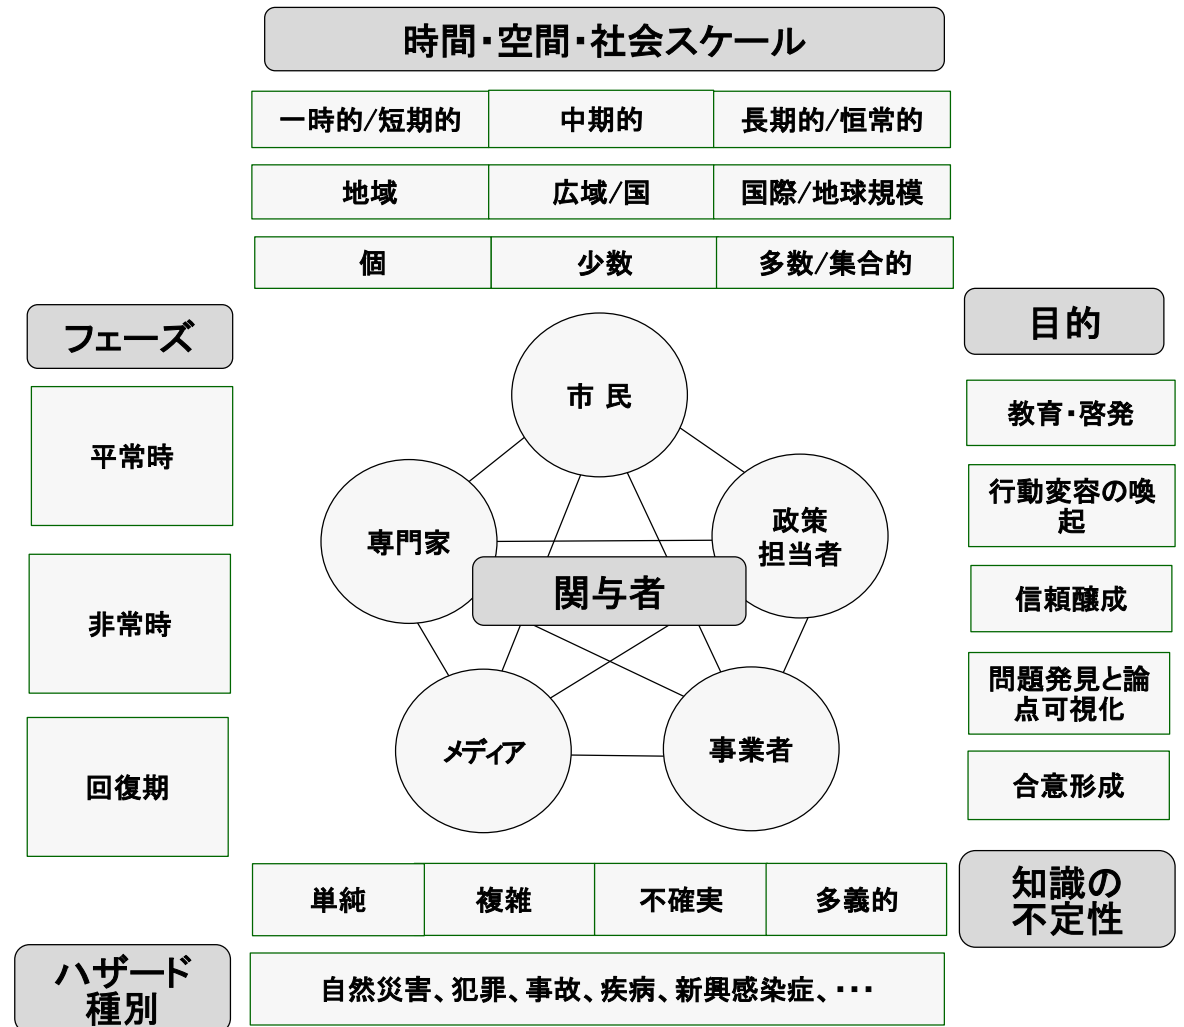 時間・空間・社会スケール
一時的/短期的 中期的 長期的/恒常的
地域 広域/国 国際/地球規模
個 少数 多数/集合的
フェーズ
平常時
非常時
回復期
市 民
専門家
政策
担当者
関与者
メディア
事業者
目的
教育・啓発
行動変容の喚
起
信頼醸成
問題発見と論
点可視化
合意形成
知識の
不定性
単純 複雑 不確実 多義的
ハザード
種別
自然災害、犯罪、事故、疾病、新興感染症、・・・